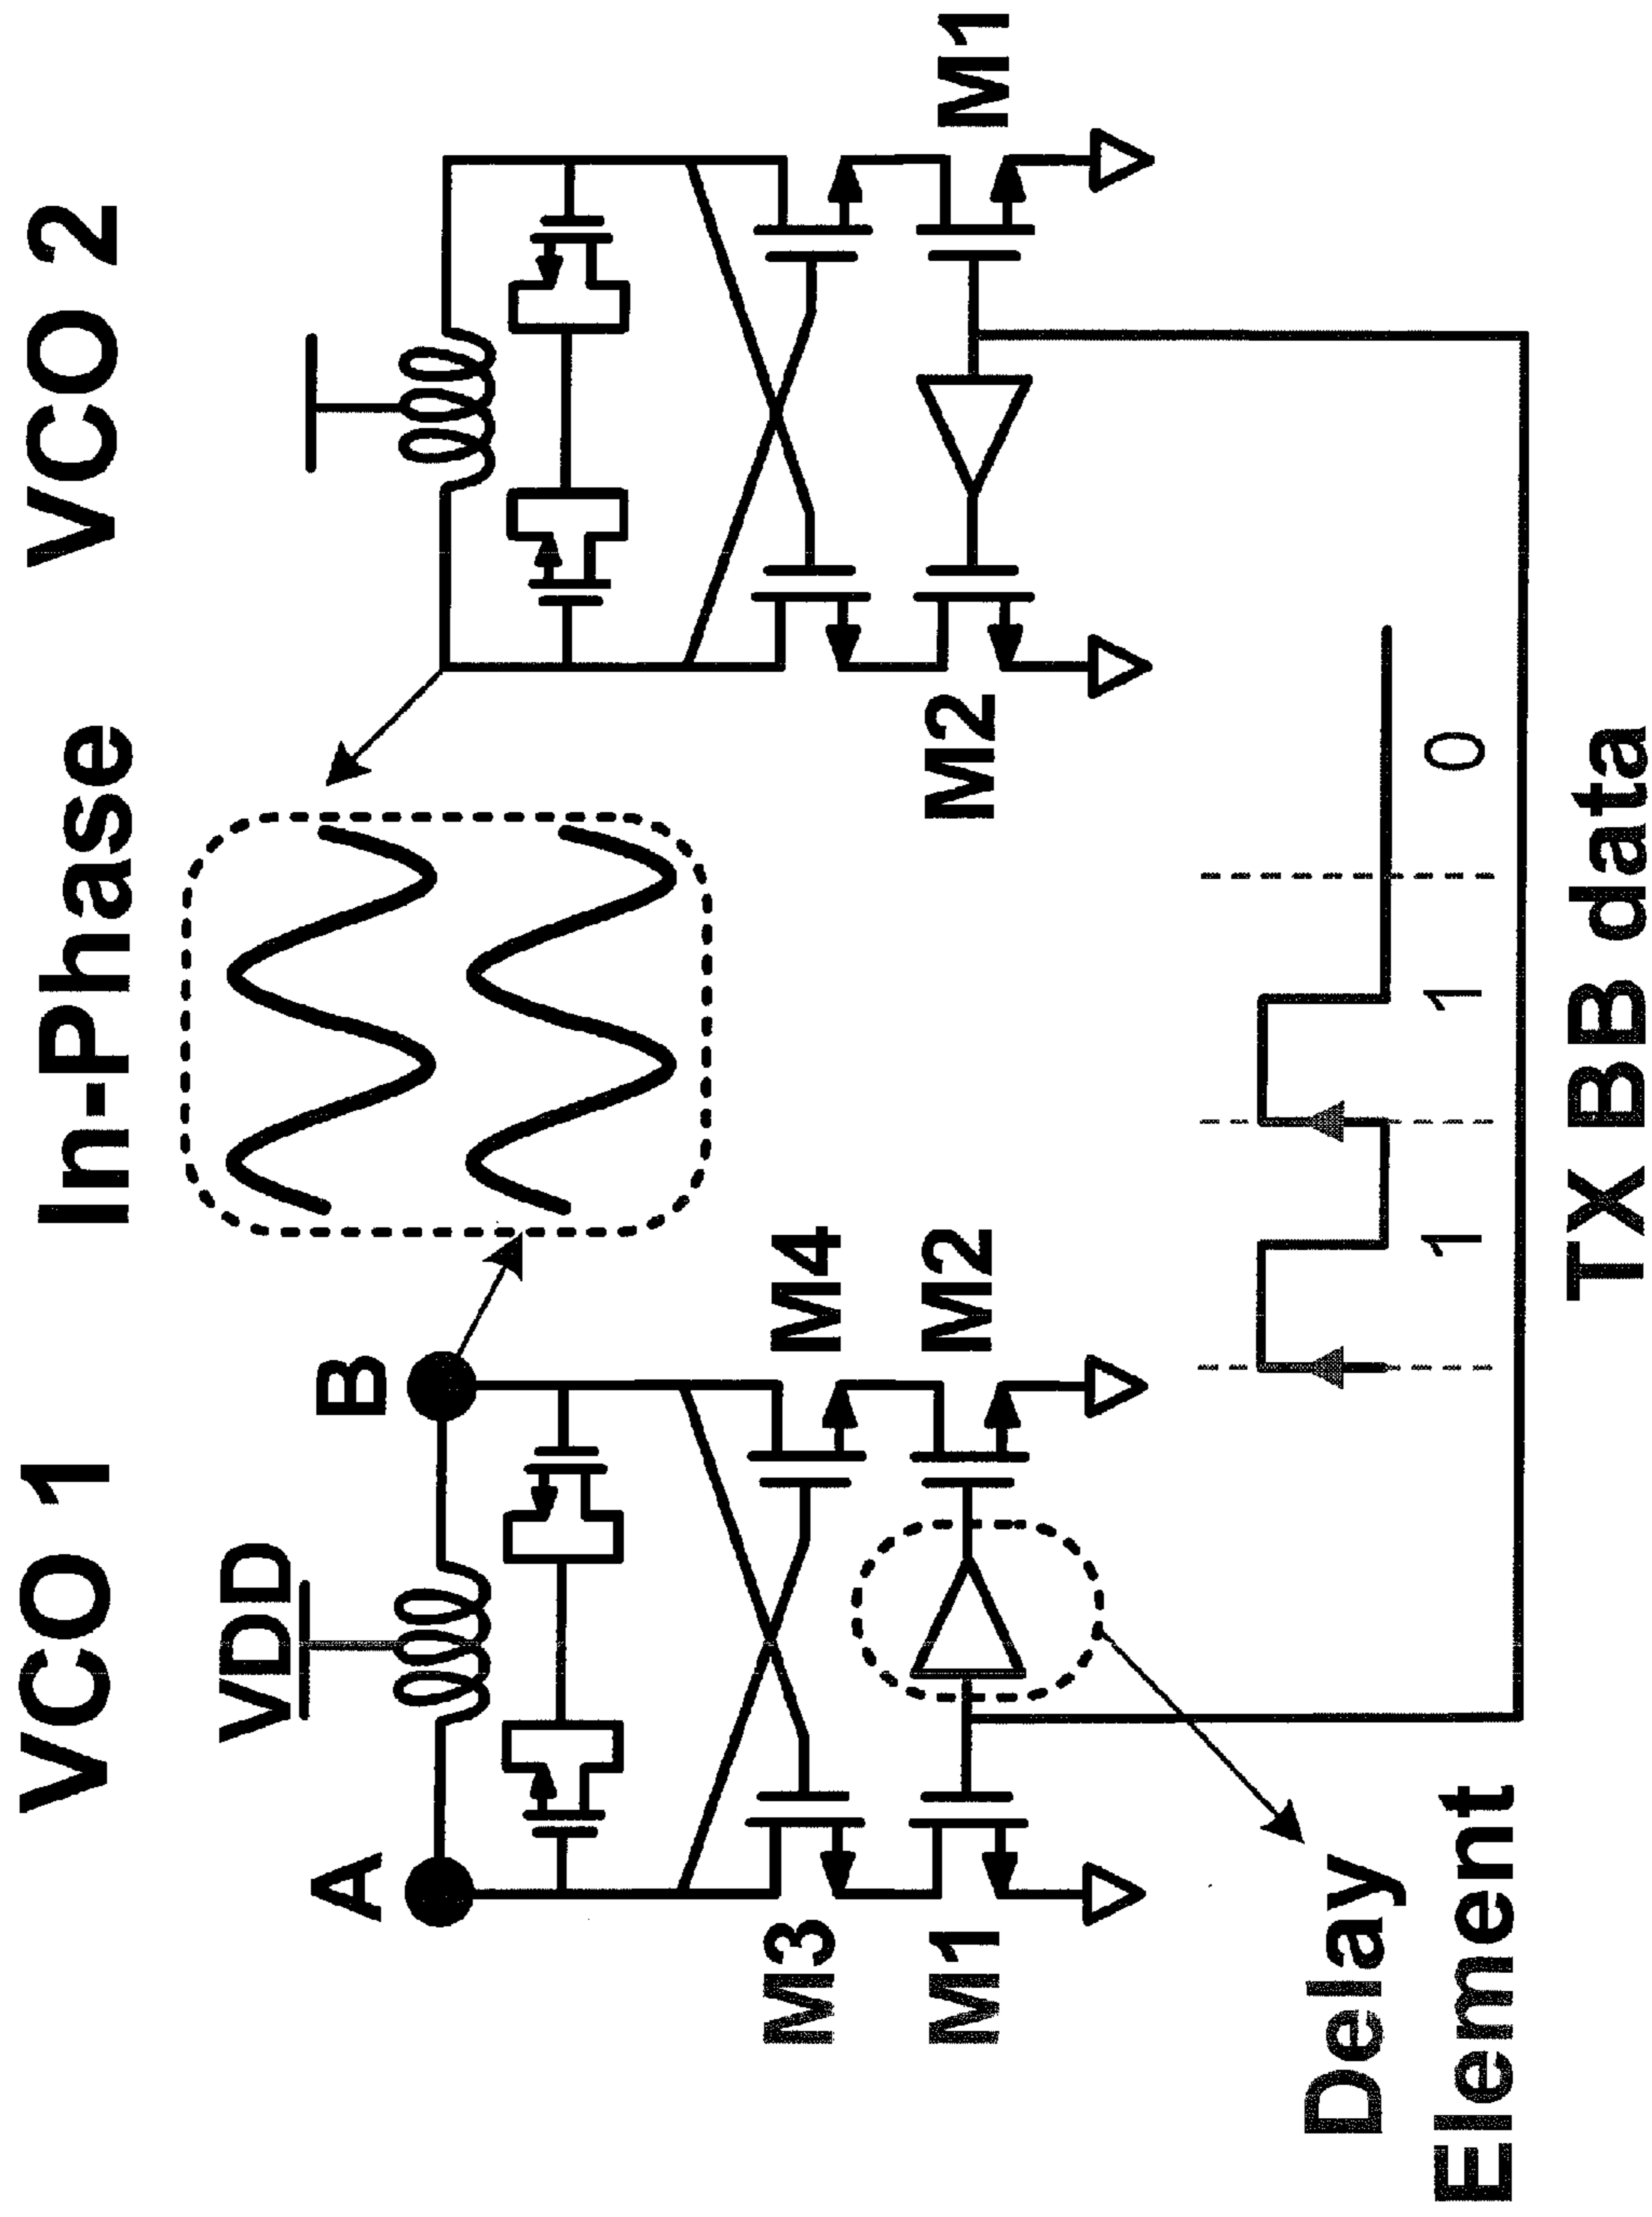 VCO 1
In-Phase
VCO 2
VDD
A
B
M3
M4
M1
M2
M2
M1
Delay
Element
1
1
0
TX BB data